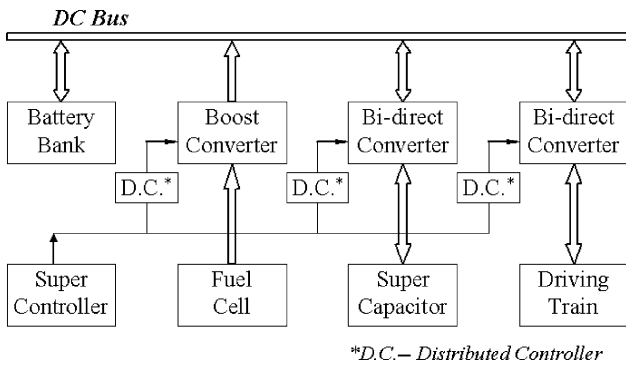 DC Bus
Battery
Bank
Boost
Converter
Bi-direct
Converter
Bi-direct
Converter
D.C.*
D.C.*
D.C.*
Super
Controller
Fuel
Cell
Super
Capacitor
Driving
Train
*D.C.– Distributed Controller